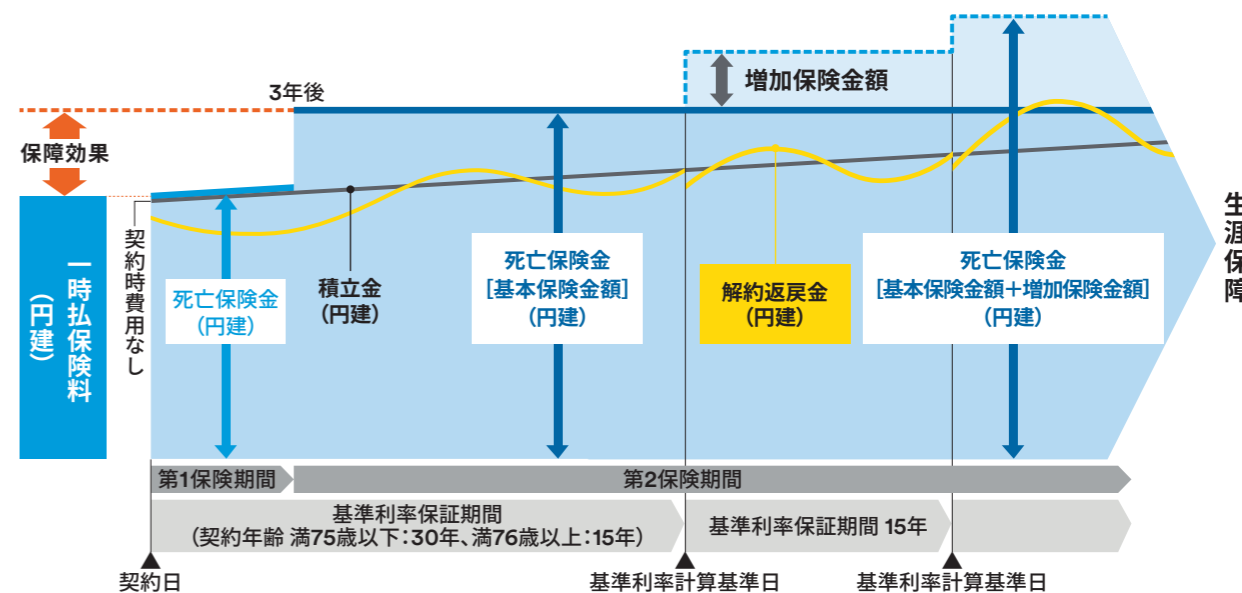 3年後
増加保険金額
保障効果
一時払保険料
（円建）
契約時費用なし
死亡保険金
（円建）
積立金
（円建）
死亡保険金
［基本保険金額］
（円建）
解約返戻金
（円建）
死亡保険金
［基本保険金額＋増加保険金額］
（円建）
生涯保障
第1保険期間
第2保険期間
基準利率保証期間
（契約年齢 満75歳以下：30年、満76歳以上：15年）
基準利率保証期間 15年
契約日
基準利率計算基準日
基準利率計算基準日